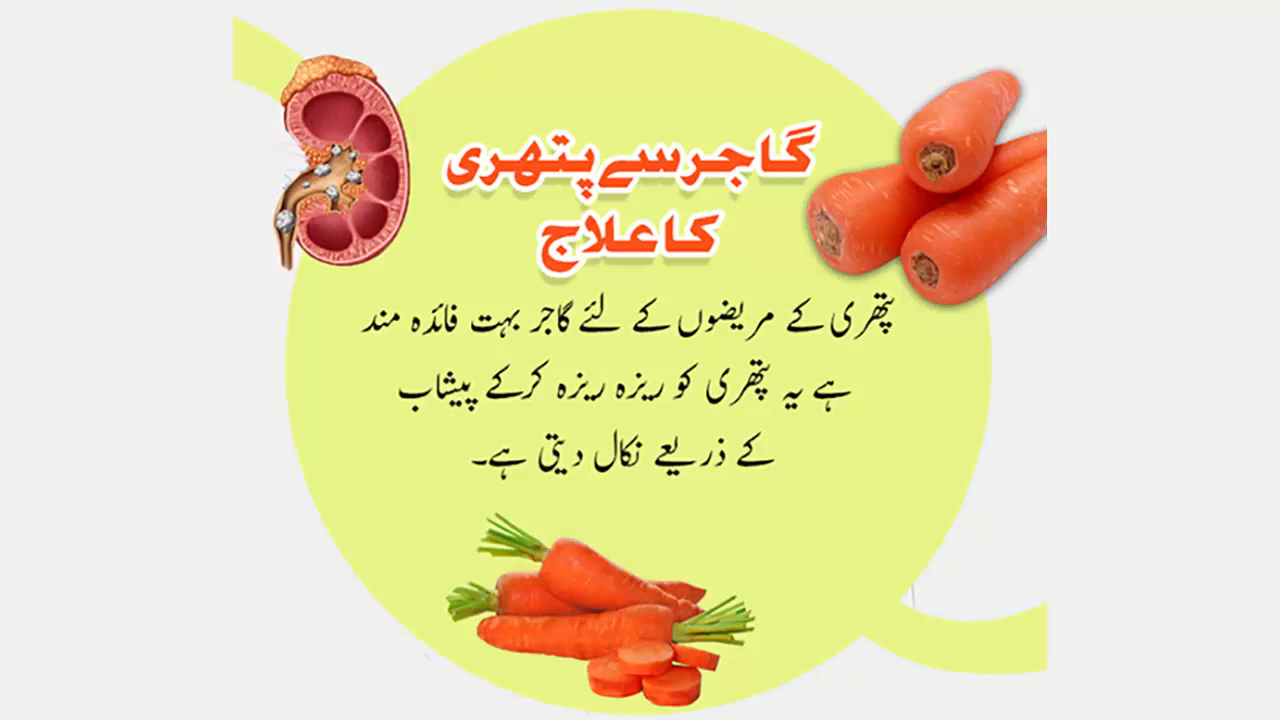 گاجر سے پتھری
کا علاج
پتھری کے مریضوں کے لئے گاجر بہت فائدہ مند
ہے یہ پتھری کو ریزہ ریزہ کرکے پیشاب
کے ذریعے نکال دیتی ہے۔